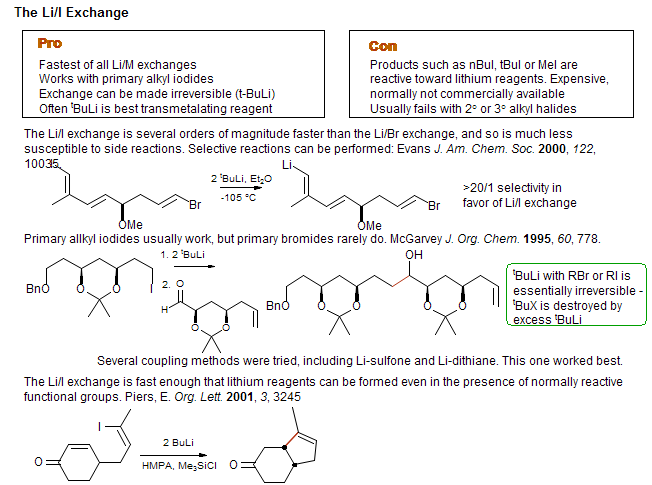 The Li/I Exchange
Pro
Fastest of all Li/M exchanges
Works with primary alkyl iodides
Exchange can be made irreversible (t-BuLi)
Often ᵗBuLi is best transmetalating reagent
Con
Products such as nBuI, tBuI or MeI are
reactive toward lithium reagents. Expensive,
normally not commercially available
Usually fails with 2° or 3° alkyl halides
The Li/I exchange is several orders of magnitude faster than the Li/Br exchange, and so is much less
susceptible to side reactions. Selective reactions can be performed: Evans J. Am. Chem. Soc. 2000, 122,
10035.
I
Br
OMe
2 ᵗBuLi, Et₂O
-105 °C
Li
Br
OMe
>20/1 selectivity in
favor of Li/I exchange
Primary allkyl iodides usually work, but primary bromides rarely do. McGarvey J. Org. Chem. 1995, 60, 778.
BnO
O
O
I
1. 2 ᵗBuLi
2. O
H
O
O
OH
BnO
O
O
O
O
ᵗBuLi with RBr or RI is
essentially irreversible -
ᵗBuX is destroyed by
excess ᵗBuLi
Several coupling methods were tried, including Li-sulfone and Li-dithiane. This one worked best.
The Li/I exchange is fast enough that lithium reagents can be formed even in the presence of normally reactive
functional groups. Piers, E. Org. Lett. 2001, 3, 3245
I
O
2 BuLi
HMPA, Me₃SiCl
O